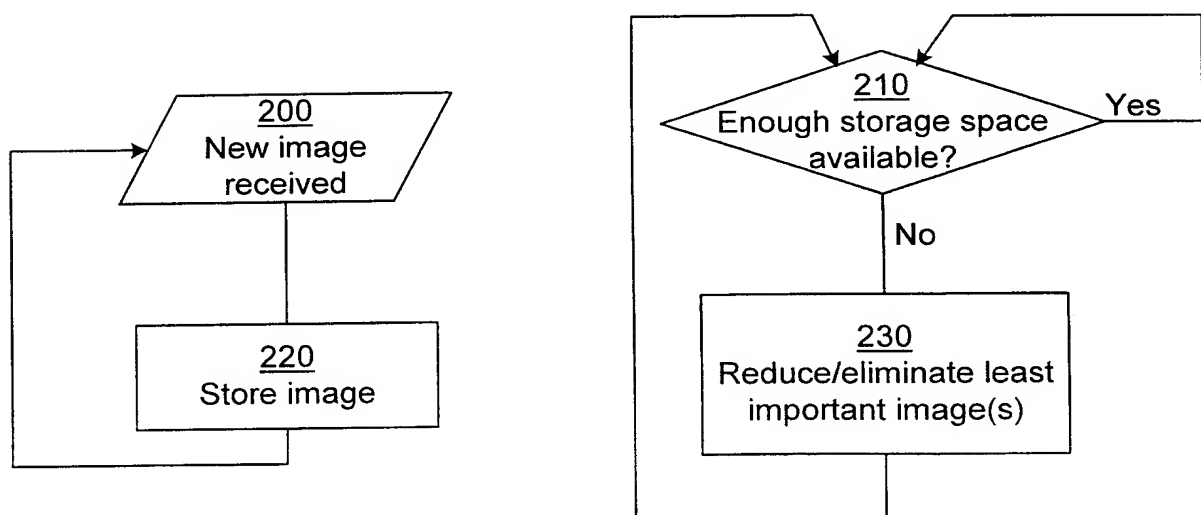 200
New image
received
220
Store image
210
Enough storage space
available?
Yes
No
230
Reduce/eliminate least
important image(s)